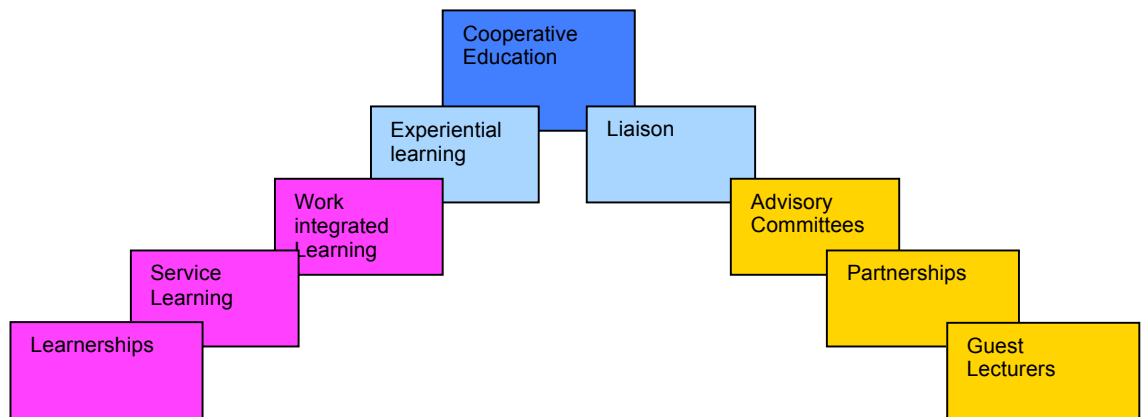 Cooperative
Education
Experiential
learning
Liaison
Work
integrated
Learning
Advisory
Committees
Service
Learning
Partnerships
Learnerships
Guest
Lecturers